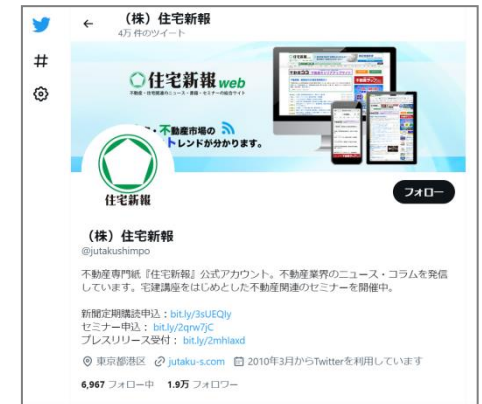 （株）住宅新報
4万 件のツイート
住宅新報web
不動産・不動産市場の
トレンドが分かります。
住宅新報
フォロー
（株）住宅新報
@jutakushimpo
不動産専門紙『住宅新報』公式アカウント。不動産業界のニュース・コラムを発信
しています。宅建講座をはじめとした不動産関連のセミナーを開催中。
新聞定期購読申込：bit.ly/3sUEQly
セミナー申込：bit.ly/2qrw7jC
プレスリリース受付：bit.ly/2mhIaxd
東京都港区 jutaku-s.com 2010年3月からTwitterを利用しています
6,967 フォロー中 1.9万 フォロワー